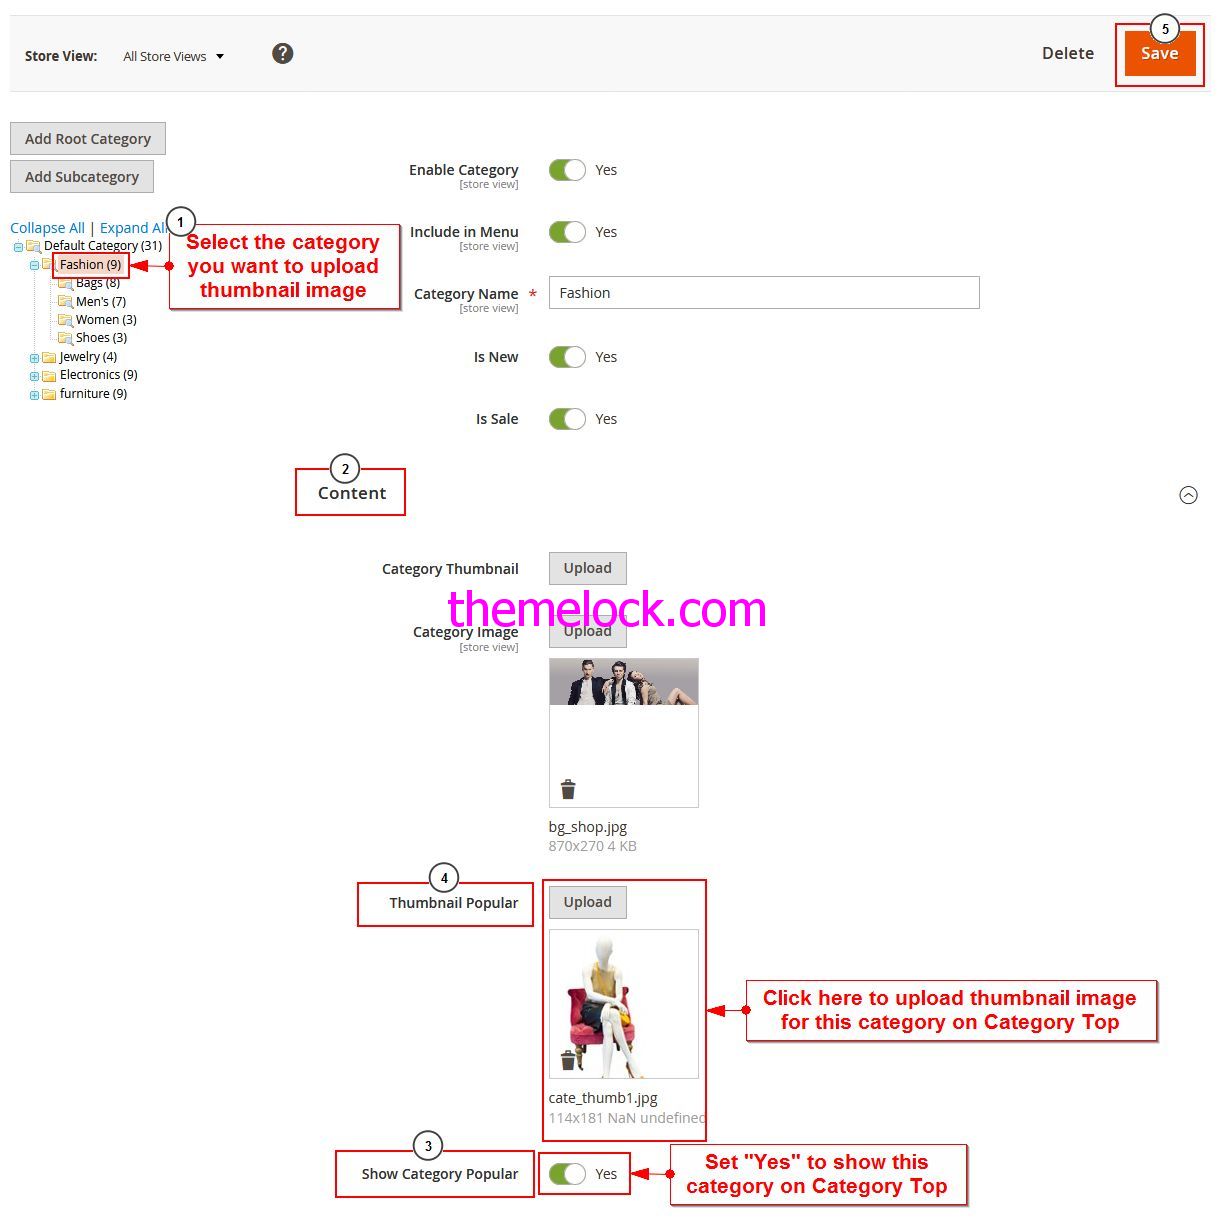 Store View: All Store Views ?
Delete
5
Save
Add Root Category
Add Subcategory
Collapse All | Expand All
Default Category (31)
Fashion (9)
Bags (8)
Men's (7)
Women (3)
Shoes (3)
Jewelry (4)
Electronics (9)
furniture (9)
1
Select the category
you want to upload
thumbnail image
Enable Category Yes
[store view]
Include in Menu Yes
[store view]
Category Name * Fashion
[store view]
Is New Yes
Is Sale Yes
2
Content
Category Thumbnail Upload
themelock.com
Category Image Upload
[store view]
bg_shop.jpg
870x270 4 KB
4
Thumbnail Popular Upload
Click here to upload thumbnail image
for this category on Category Top
cate_thumb1.jpg
114x181 NaN undefined
3
Show Category Popular Yes
Set "Yes" to show this
category on Category Top